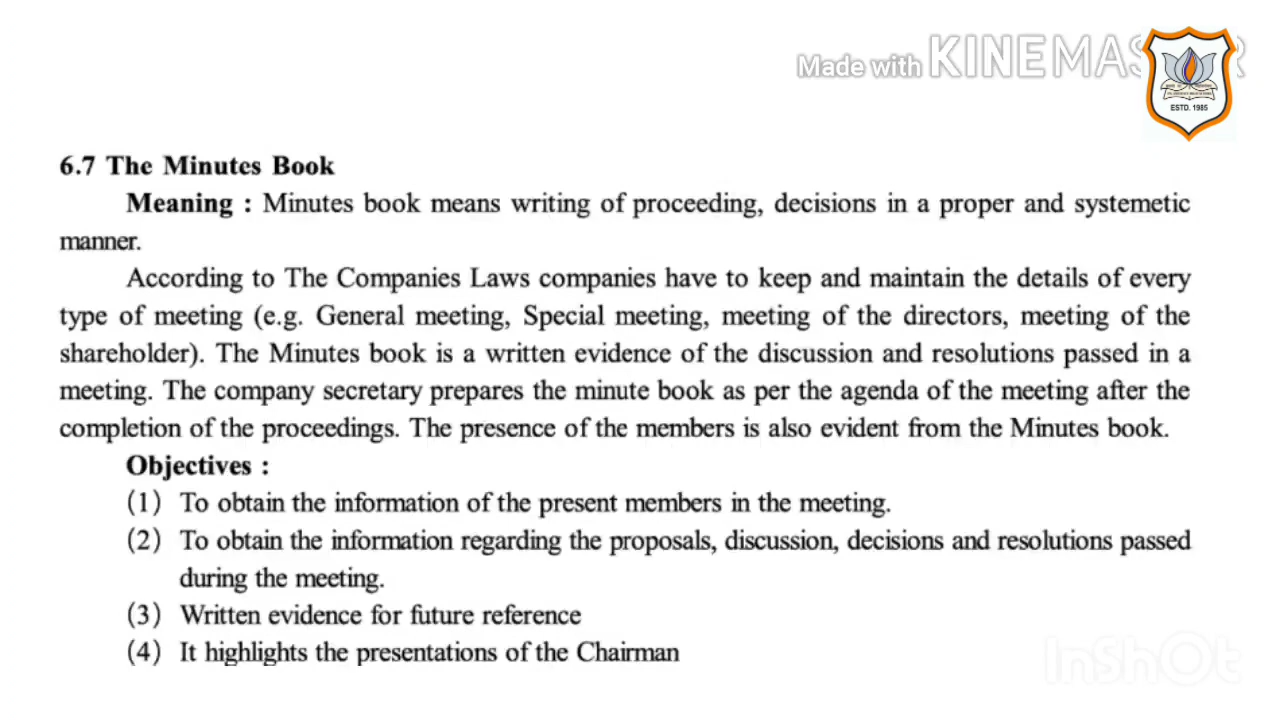 Made with KINEMASTER
ESTD. 1985
6.7 The Minutes Book
Meaning : Minutes book means writing of proceeding, decisions in a proper and systemetic
manner.
According to The Companies Laws companies have to keep and maintain the details of every
type of meeting (e.g. General meeting, Special meeting, meeting of the directors, meeting of the
shareholder). The Minutes book is a written evidence of the discussion and resolutions passed in a
meeting. The company secretary prepares the minute book as per the agenda of the meeting after the
completion of the proceedings. The presence of the members is also evident from the Minutes book.
Objectives :
(1) To obtain the information of the present members in the meeting.
(2) To obtain the information regarding the proposals, discussion, decisions and resolutions passed
during the meeting.
(3) Written evidence for future reference
(4) It highlights the presentations of the Chairman
InShOt